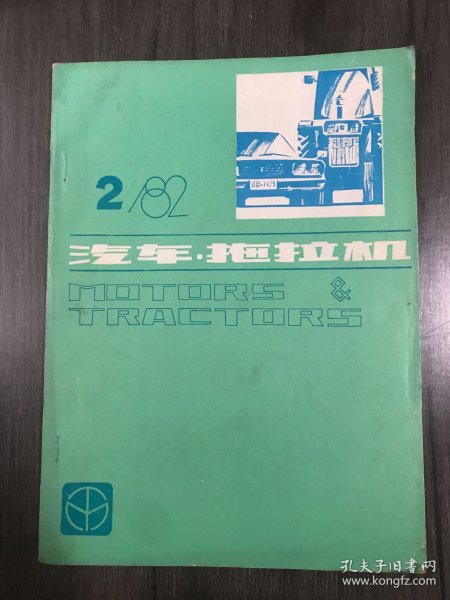 2/82
汽车·拖拉机
MOTORS &
TRACTORS
孔夫子旧书网
www.kongfz.com